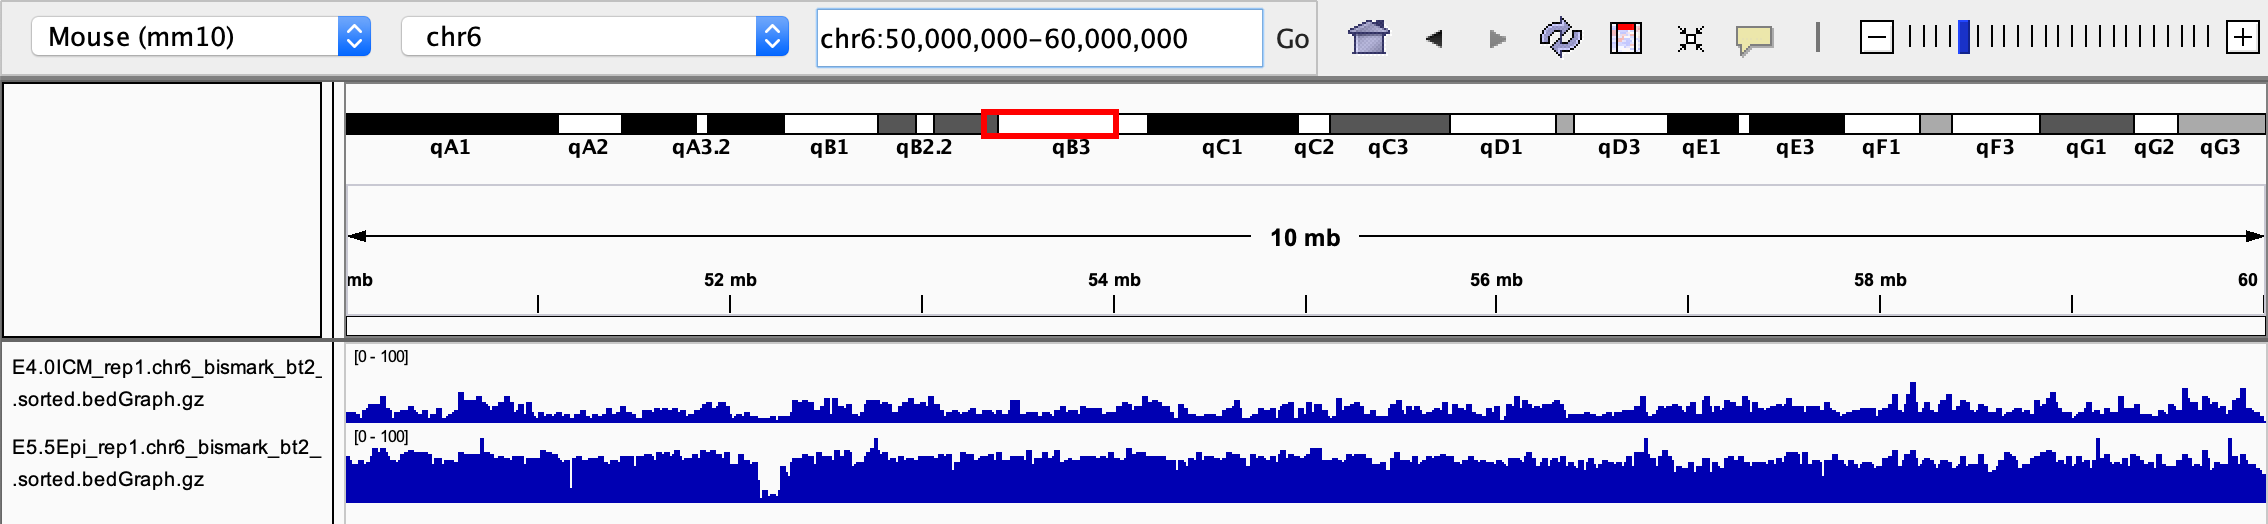 Mouse (mm10) chr6 chr6:50,000,000–60,000,000 Go
qA1 qA2 qA3.2 qB1 qB2.2 qB3 qC1 qC2 qC3 qD1 qD3 qE1 qE3 qF1 qF3 qG1 qG2 qG3
10 mb
mb 52 mb 54 mb 56 mb 58 mb 60
E4.0ICM_rep1.chr6_bismark_bt2_
.sorted.bedGraph.gz
[0 - 100]
E5.5Epi_rep1.chr6_bismark_bt2_
.sorted.bedGraph.gz
[0 - 100]